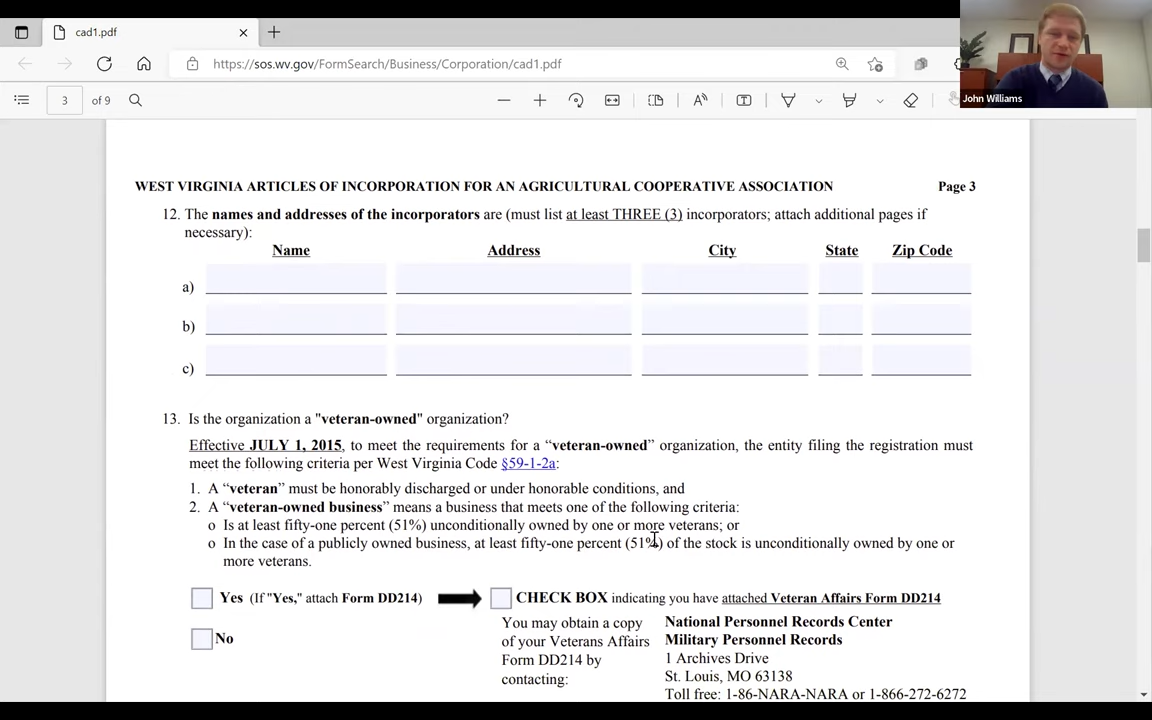 cad1.pdf
https://sos.wv.gov/FormSearch/Business/Corporation/cad1.pdf
3 of 9
John Williams
WEST VIRGINIA ARTICLES OF INCORPORATION FOR AN AGRICULTURAL COOPERATIVE ASSOCIATION Page 3
12. The names and addresses of the incorporators are (must list at least THREE (3) incorporators; attach additional pages if
necessary):
Name Address City State Zip Code
a)
b)
c)
13. Is the organization a "veteran-owned" organization?
Effective JULY 1, 2015, to meet the requirements for a “veteran-owned” organization, the entity filing the registration must
meet the following criteria per West Virginia Code §59-1-2a:
1. A “veteran” must be honorably discharged or under honorable conditions, and
2. A “veteran-owned business” means a business that meets one of the following criteria:
o Is at least fifty-one percent (51%) unconditionally owned by one or more veterans; or
o In the case of a publicly owned business, at least fifty-one percent (51%) of the stock is unconditionally owned by one or
more veterans.
Yes (If "Yes," attach Form DD214) CHECK BOX indicating you have attached Veteran Affairs Form DD214
No
You may obtain a copy
of your Veterans Affairs
Form DD214 by
contacting:
National Personnel Records Center
Military Personnel Records
1 Archives Drive
St. Louis, MO 63138
Toll free: 1-86-NARA-NARA or 1-866-272-6272